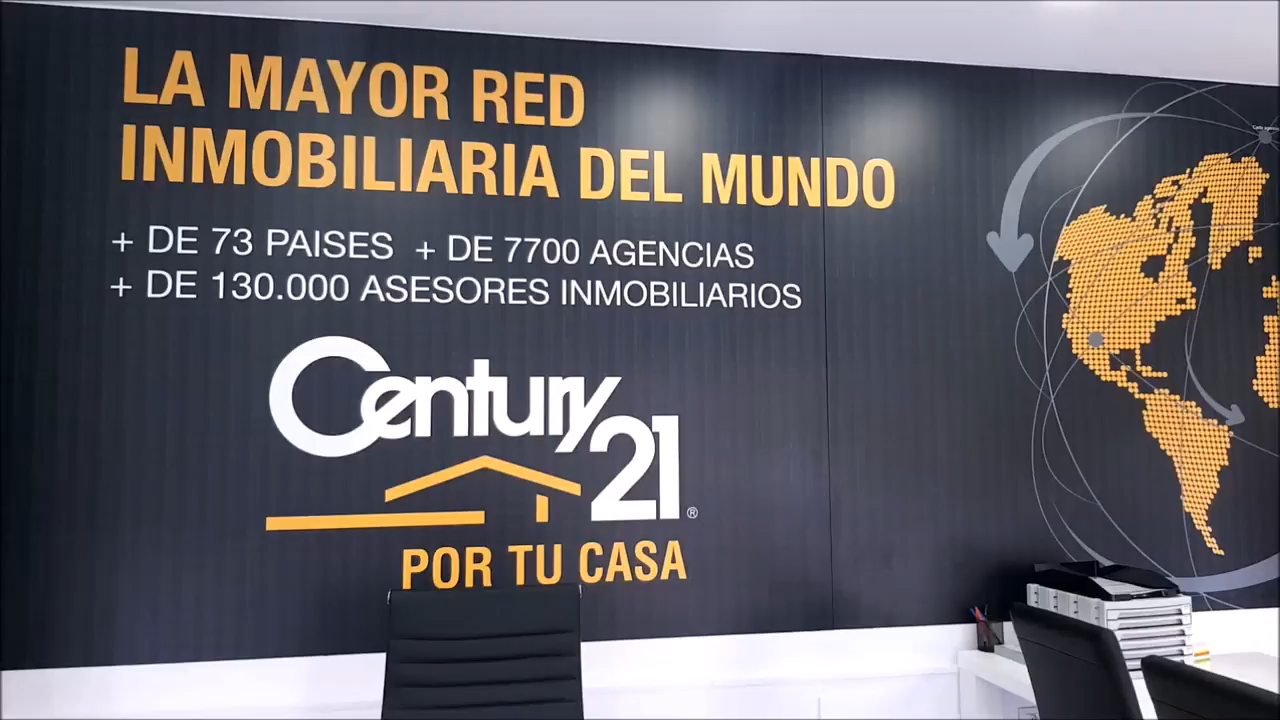 LA MAYOR RED
INMOBILIARIA DEL MUNDO
+ DE 73 PAISES + DE 7700 AGENCIAS
+ DE 130.000 ASESORES INMOBILIARIOS
Century
21®
POR TU CASA